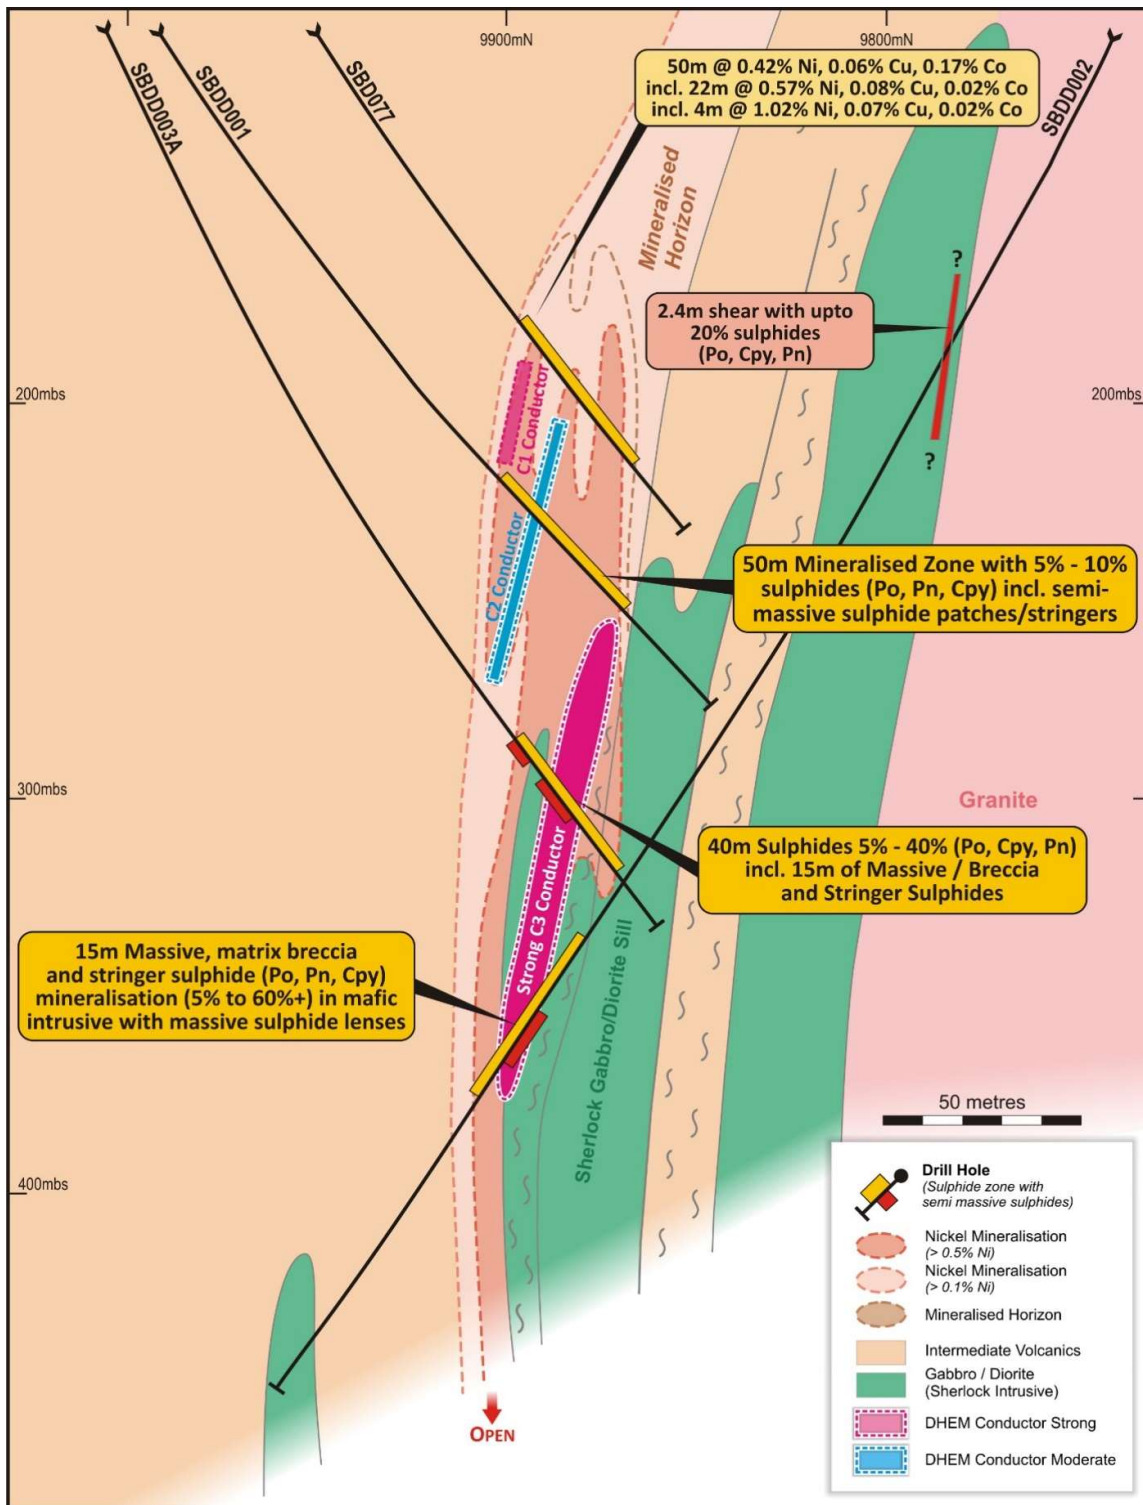 9900mN
9800mN
SBDD003A
SBDD001
SBD077
SBDD002
50m @ 0.42% Ni, 0.06% Cu, 0.17% Co
incl. 22m @ 0.57% Ni, 0.08% Cu, 0.02% Co
incl. 4m @ 1.02% Ni, 0.07% Cu, 0.02% Co
Mineralised
Horizon
?
2.4m shear with upto
20% sulphides
(Po, Cpy, Pn)
?
200mbs
200mbs
C1 Conductor
C2 Conductor
50m Mineralised Zone with 5% - 10%
sulphides (Po, Pn, Cpy) incl. semi-
massive sulphide patches/stringers
300mbs
Granite
40m Sulphides 5% - 40% (Po, Cpy, Pn)
incl. 15m of Massive / Breccia
and Stringer Sulphides
Strong C3 Conductor
15m Massive, matrix breccia
and stringer sulphide (Po, Pn, Cpy)
mineralisation (5% to 60%+) in mafic
intrusive with massive sulphide lenses
Sherlock Gabbro/Diorite Sill
400mbs
OPEN
50 metres
Drill Hole
(Sulphide zone with
semi massive sulphides)
Nickel Mineralisation
(> 0.5% Ni)
Nickel Mineralisation
(> 0.1% Ni)
Mineralised Horizon
Intermediate Volcanics
Gabbro / Diorite
(Sherlock Intrusive)
DHEM Conductor Strong
DHEM Conductor Moderate